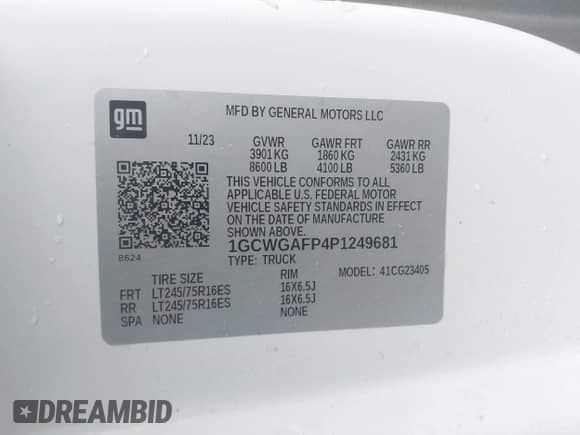 gm
MFD BY GENERAL MOTORS LLC
11/23 GVWR GAWR FRT GAWR RR
3901 KG 1860 KG 2431 KG
8600 LB 4100 LB 5360 LB
THIS VEHICLE CONFORMS TO ALL
APPLICABLE U.S. FEDERAL MOTOR
VEHICLE SAFETY STANDARDS IN EFFECT
ON THE DATE OF MANUFACTURE
SHOWN ABOVE.
8624
1GCWGAFP4P1249681
TYPE: TRUCK
TIRE SIZE RIM MODEL: 41CG23405
FRT LT245/75R16ES 16X6.5J
RR LT245/75R16ES 16X6.5J
SPA NONE NONE
DREAMBID